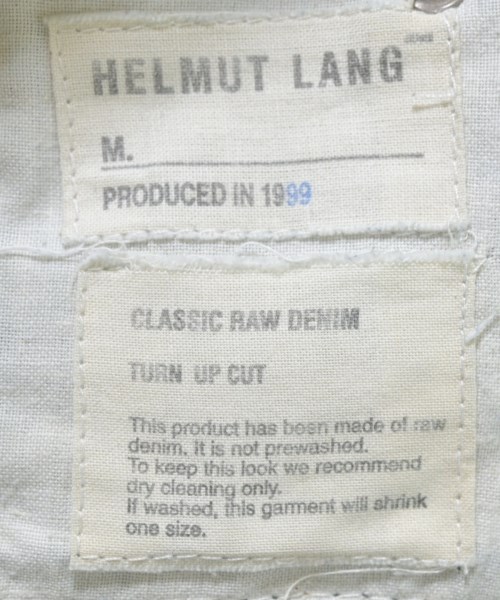 HELMUT LANG
M.
PRODUCED IN 1999
CLASSIC RAW DENIM
TURN UP CUT
This product has been made of raw
denim. It is not prewashed.
To keep this look we recommend
dry cleaning only.
If washed, this garment will shrink
one size.